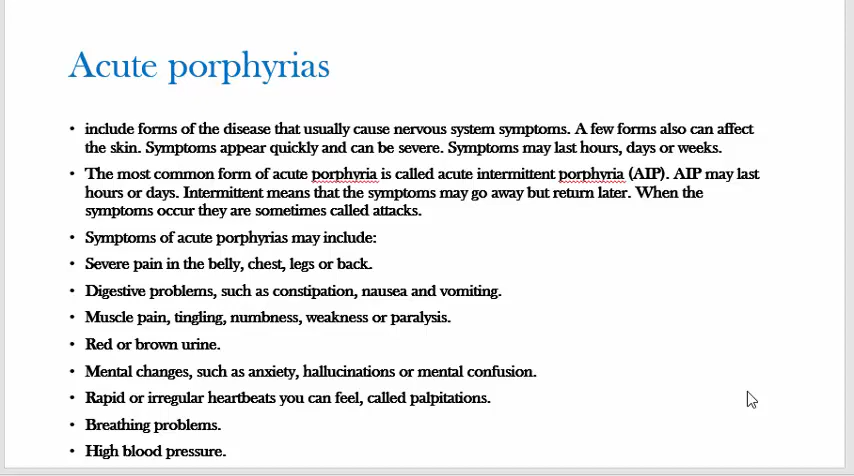 Acute porphyrias
• include forms of the disease that usually cause nervous system symptoms. A few forms also can affect
the skin. Symptoms appear quickly and can be severe. Symptoms may last hours, days or weeks.
• The most common form of acute porphyria is called acute intermittent porphyria (AIP). AIP may last
hours or days. Intermittent means that the symptoms may go away but return later. When the
symptoms occur they are sometimes called attacks.
• Symptoms of acute porphyrias may include:
• Severe pain in the belly, chest, legs or back.
• Digestive problems, such as constipation, nausea and vomiting.
• Muscle pain, tingling, numbness, weakness or paralysis.
• Red or brown urine.
• Mental changes, such as anxiety, hallucinations or mental confusion.
• Rapid or irregular heartbeats you can feel, called palpitations.
• Breathing problems.
• High blood pressure.